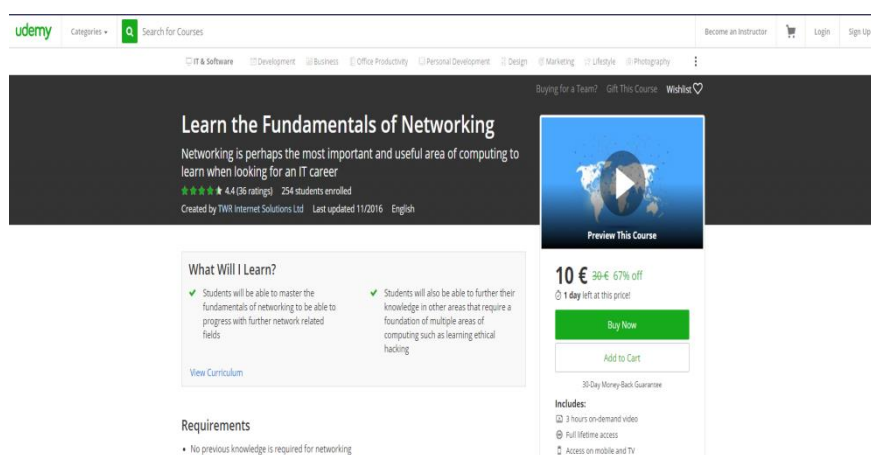 udemy Categories Search for Courses Become an Instructor Login Sign Up
IT & Software Development Business Office Productivity Personal Development Design Marketing Lifestyle Photography
Buying for a Team? Gift This Course Wishlist
Learn the Fundamentals of Networking
Networking is perhaps the most important and useful area of computing to
learn when looking for an IT career
4.4 (36 ratings) 254 students enrolled
Created by TWR Internet Solutions Ltd Last updated 11/2016 English
Preview This Course
What Will I Learn?
Students will be able to master the
fundamentals of networking to be able to
progress with further network related
fields
Students will also be able to further their
knowledge in other areas that require a
foundation of multiple areas of
computing such as learning ethical
hacking
View Curriculum
10 € 30 € 67% off
1 day left at this price!
Buy Now
Add to Cart
30-Day Money-Back Guarantee
Includes:
3 hours on-demand video
Full lifetime access
Access on mobile and TV
Requirements
• No previous knowledge is required for networking